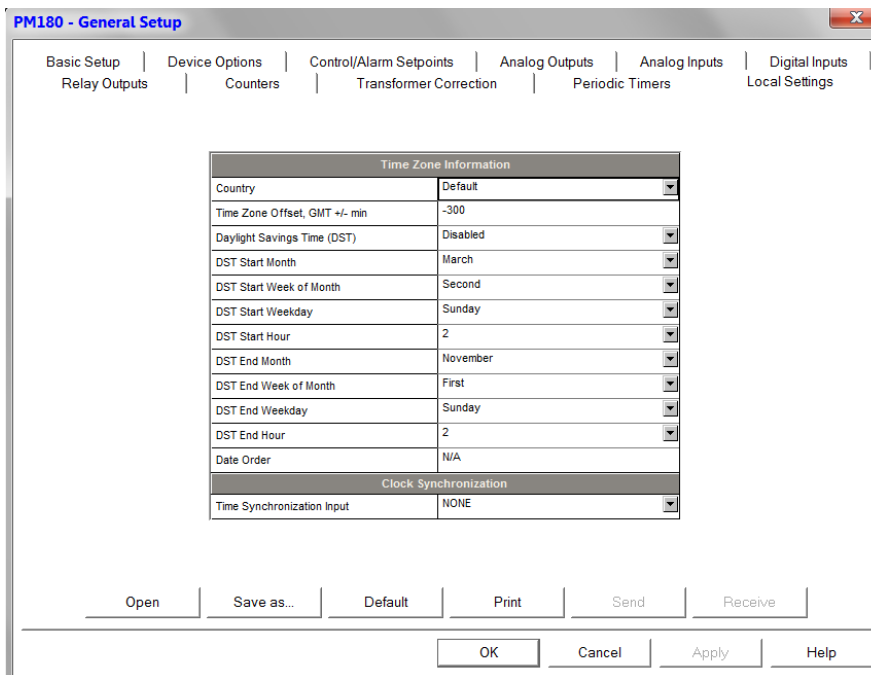 PM180 - General Setup
Basic Setup Device Options Control/Alarm Setpoints Analog Outputs Analog Inputs Digital Inputs
Relay Outputs Counters Transformer Correction Periodic Timers Local Settings
Time Zone Information
Country Default
Time Zone Offset, GMT +/- min -300
Daylight Savings Time (DST) Disabled
DST Start Month March
DST Start Week of Month Second
DST Start Weekday Sunday
DST Start Hour 2
DST End Month November
DST End Week of Month First
DST End Weekday Sunday
DST End Hour 2
Date Order N/A
Clock Synchronization
Time Synchronization Input NONE
Open Save as... Default Print Send Receive
OK Cancel Apply Help